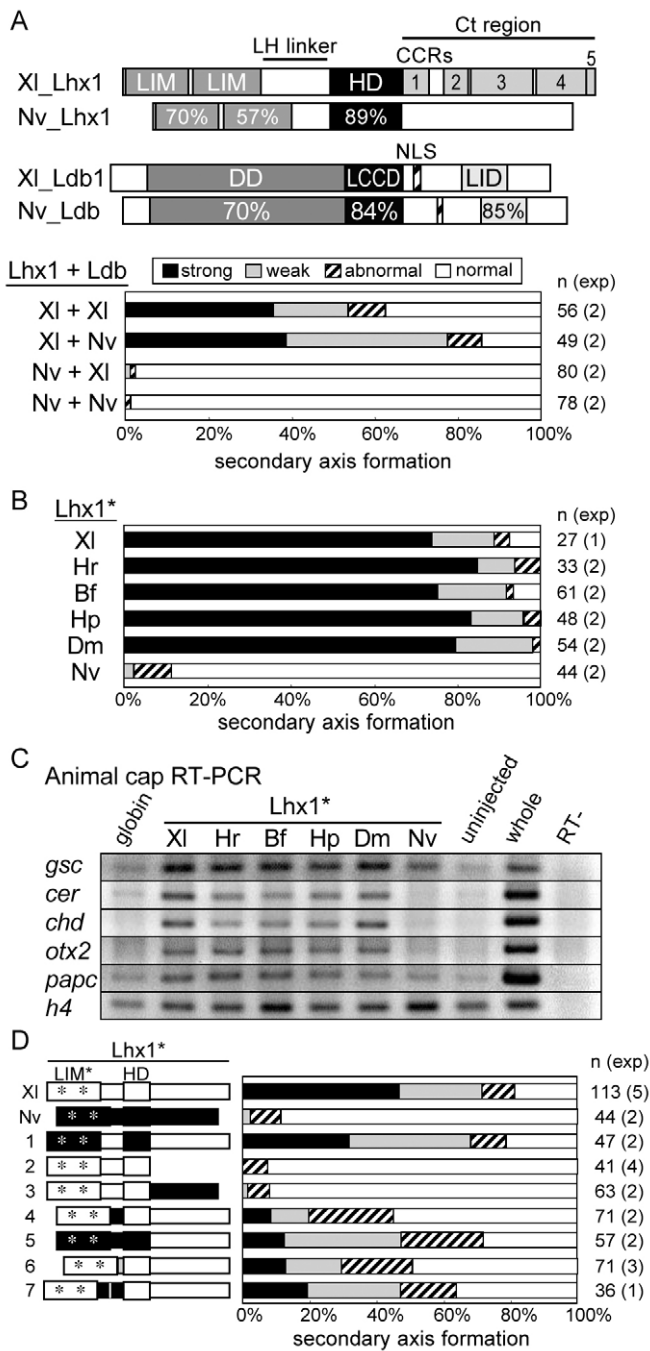 A
Ct region
LH linker
CCRs
5
Xl_Lhx1 LIM LIM HD 1 2 3 4
Nv_Lhx1 70% 57% 89%
NLS
Xl_Ldb1 DD LCCD LID
Nv_Ldb 70% 84% 85%
Lhx1 + Ldb strong weak abnormal normal n (exp)
Xl + Xl 56 (2)
Xl + Nv 49 (2)
Nv + Xl 80 (2)
Nv + Nv 78 (2)
0% 20% 40% 60% 80% 100%
secondary axis formation
B
Lhx1* n (exp)
Xl 27 (1)
Hr 33 (2)
Bf 61 (2)
Hp 48 (2)
Dm 54 (2)
Nv 44 (2)
0% 20% 40% 60% 80% 100%
secondary axis formation
C
Animal cap RT-PCR
globin Lhx1* uninjected whole RT-
Xl Hr Bf Hp Dm Nv
gsc
cer
chd
otx2
papc
h4
D
Lhx1*
LIM* HD n (exp)
Xl * * 113 (5)
Nv * * 44 (2)
1 * * 47 (2)
2 * * 41 (4)
3 * * 63 (2)
4 * * 71 (2)
5 * * 57 (2)
6 * * 71 (3)
7 * * 36 (1)
0% 20% 40% 60% 80% 100%
secondary axis formation